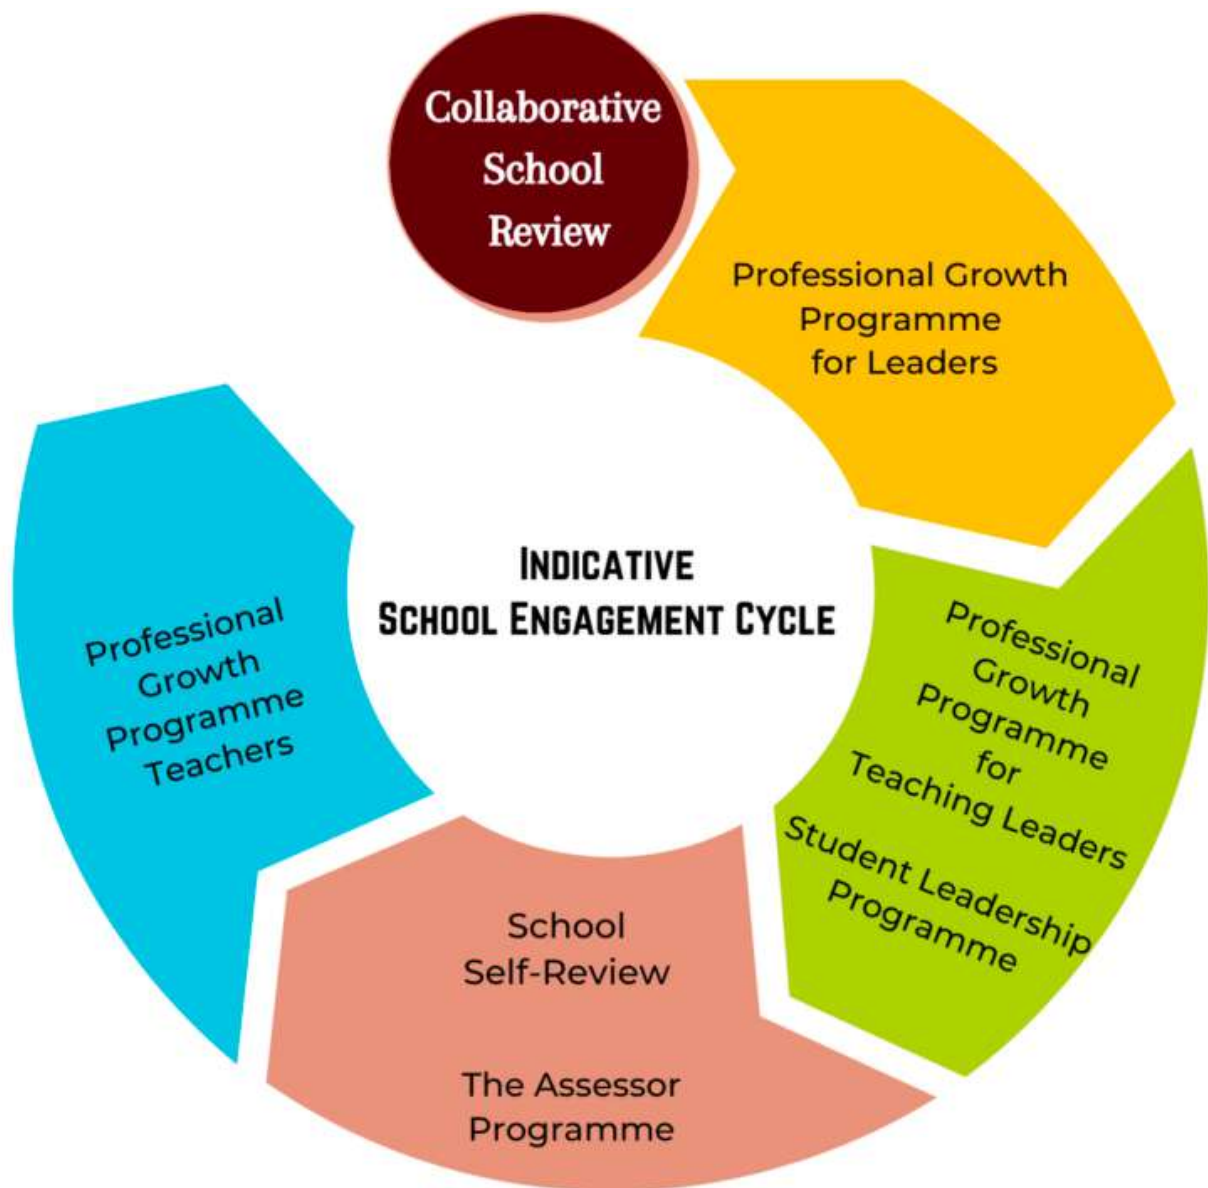 Collaborative
School
Review
Professional Growth
Programme
for Leaders
INDICATIVE
SCHOOL ENGAGEMENT CYCLE
Professional
Growth
Programme
for
Teaching Leaders
Student Leadership
Programme
School
Self-Review
The Assessor
Programme
Professional
Growth
Programme
Teachers